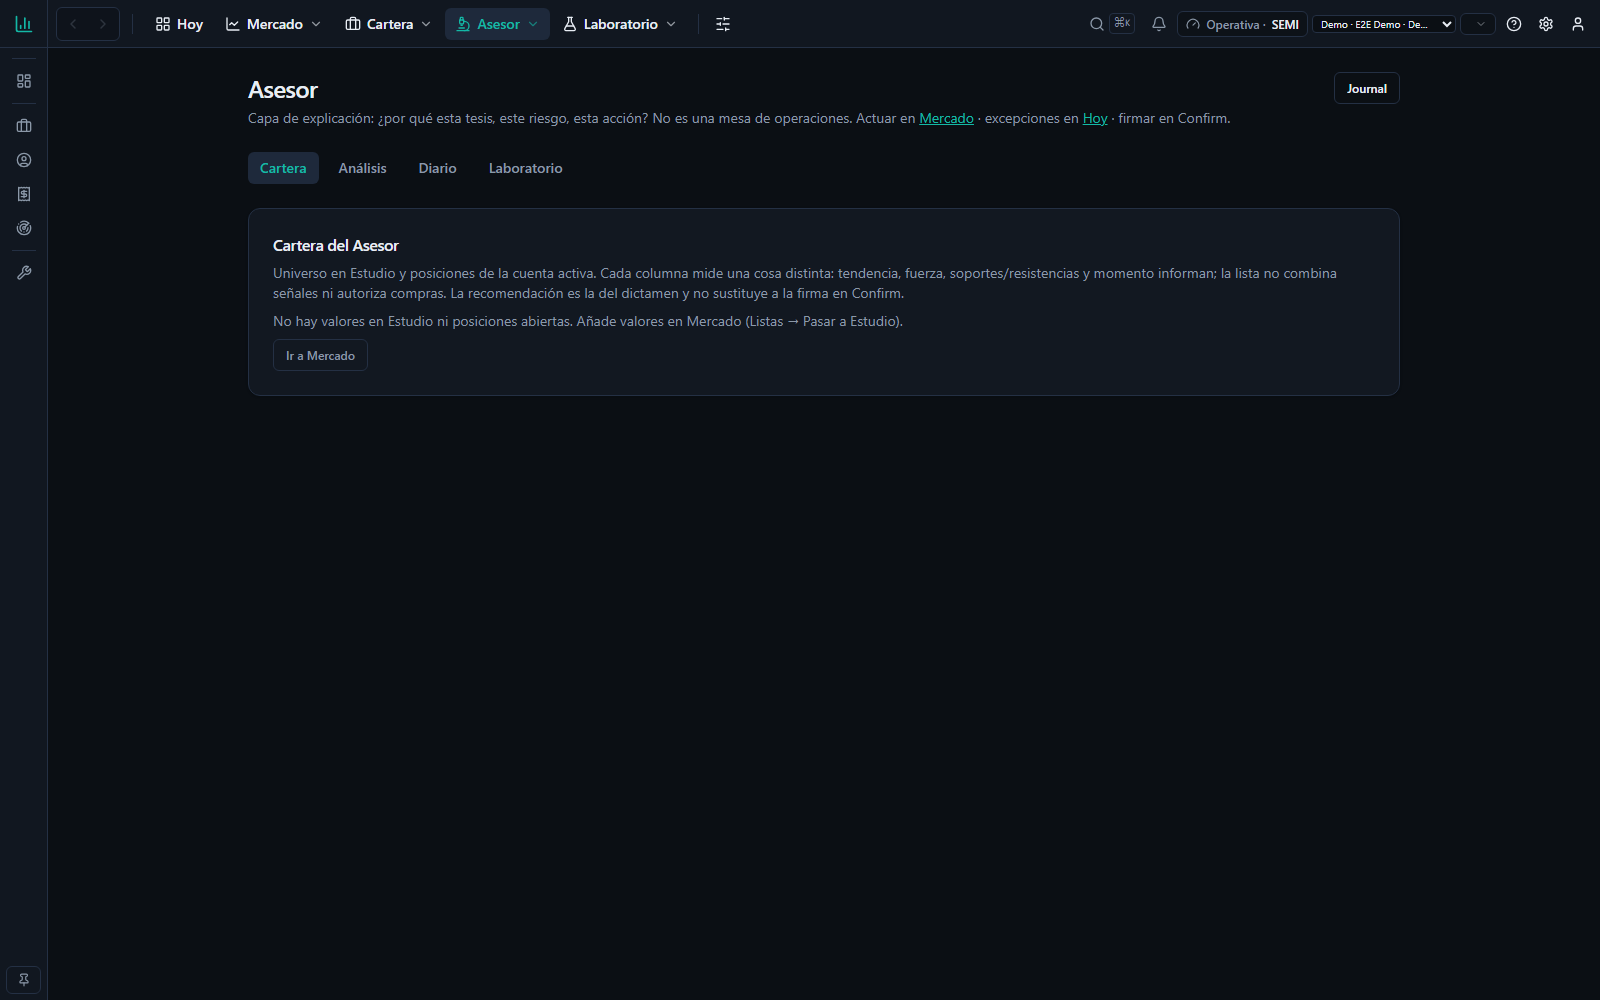 Hoy
Mercado
Cartera
Asesor
Laboratorio
⌘K
Operativa · SEMI
Demo · E2E Demo · De...
Asesor
Journal
Capa de explicación: ¿por qué esta tesis, este riesgo, esta acción? No es una mesa de operaciones. Actuar en Mercado · excepciones en Hoy · firmar en Confirm.
Cartera
Análisis
Diario
Laboratorio
Cartera del Asesor
Universo en Estudio y posiciones de la cuenta activa. Cada columna mide una cosa distinta: tendencia, fuerza, soportes/resistencias y momento informan; la lista no combina
señales ni autoriza compras. La recomendación es la del dictamen y no sustituye a la firma en Confirm.
No hay valores en Estudio ni posiciones abiertas. Añade valores en Mercado (Listas → Pasar a Estudio).
Ir a Mercado